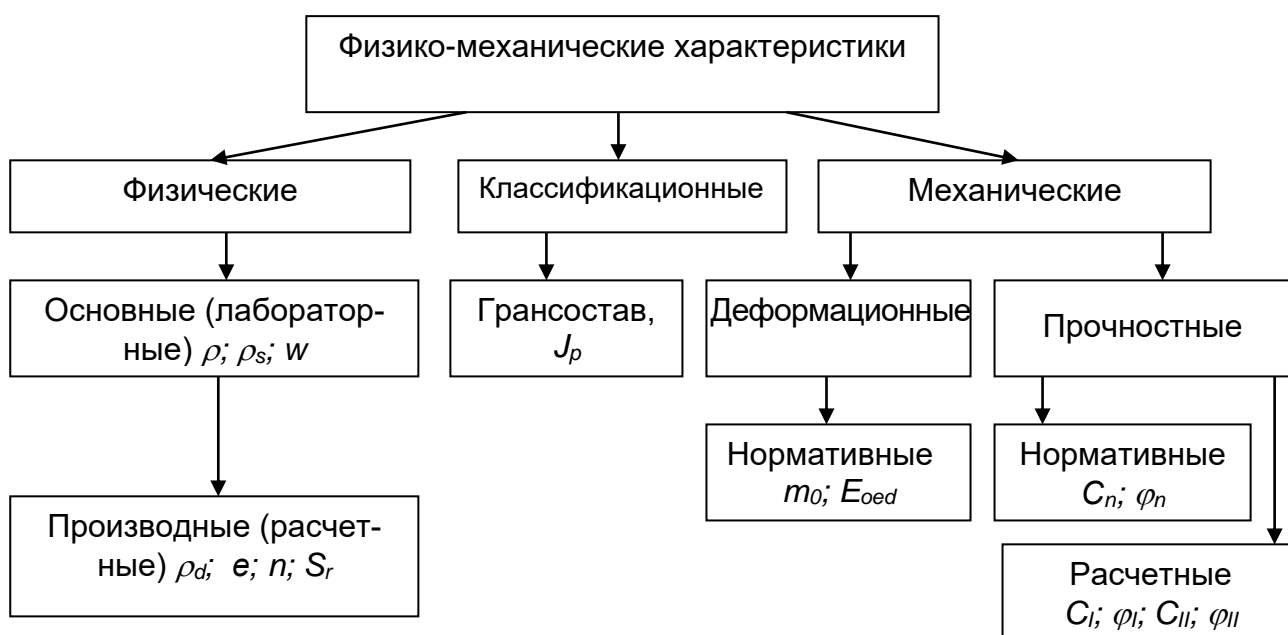 Физико-механические характеристики
Физические
Классификационные
Механические
Основные (лаборатор-
ные) ρ; ρs; w
Грансостав,
Jp
Деформационные
Прочностные
Нормативные
m0; Eoed
Нормативные
Cn; φn
Производные (расчет-
ные) ρd; e; n; Sr
Расчетные
CI; φI; CII; φII